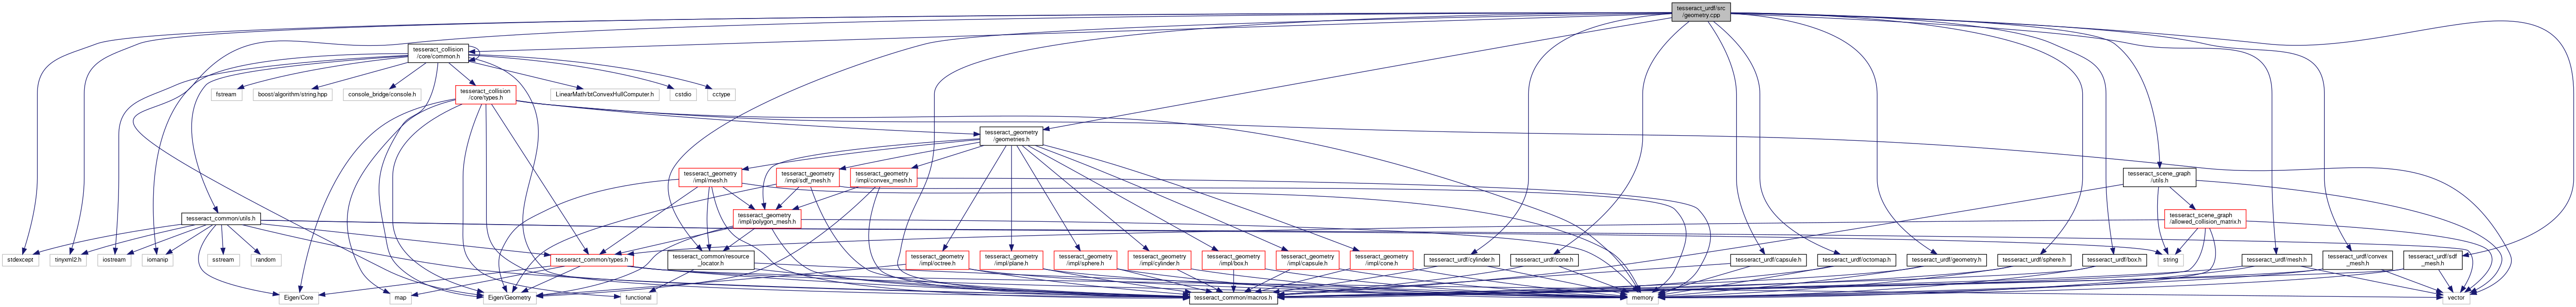 tesseract_urdf/src
/geometry.cpp
tesseract_collision
/core/common.h
fstream
boost/algorithm/string.hpp
console_bridge/console.h
tesseract_collision
/core/types.h
LinearMath/btConvexHullComputer.h
cstdio
cctype
tesseract_geometry
/geometries.h
tesseract_geometry
/impl/mesh.h
tesseract_geometry
/impl/sdf_mesh.h
tesseract_geometry
/impl/convex_mesh.h
tesseract_scene_graph
/utils.h
tesseract_common/utils.h
tesseract_geometry
/impl/polygon_mesh.h
tesseract_scene_graph
/allowed_collision_matrix.h
stdexcept
tinyxml2.h
iostream
iomanip
sstream
random
tesseract_common/types.h
tesseract_common/resource
_locator.h
tesseract_geometry
/impl/octree.h
tesseract_geometry
/impl/plane.h
tesseract_geometry
/impl/sphere.h
tesseract_geometry
/impl/cylinder.h
tesseract_geometry
/impl/box.h
tesseract_geometry
/impl/capsule.h
tesseract_geometry
/impl/cone.h
tesseract_urdf/cylinder.h
tesseract_urdf/cone.h
string
tesseract_urdf/capsule.h
tesseract_urdf/octomap.h
tesseract_urdf/geometry.h
tesseract_urdf/sphere.h
tesseract_urdf/box.h
tesseract_urdf/mesh.h
tesseract_urdf/convex
_mesh.h
tesseract_urdf/sdf
_mesh.h
Eigen/Core
map
Eigen/Geometry
functional
tesseract_common/macros.h
memory
vector